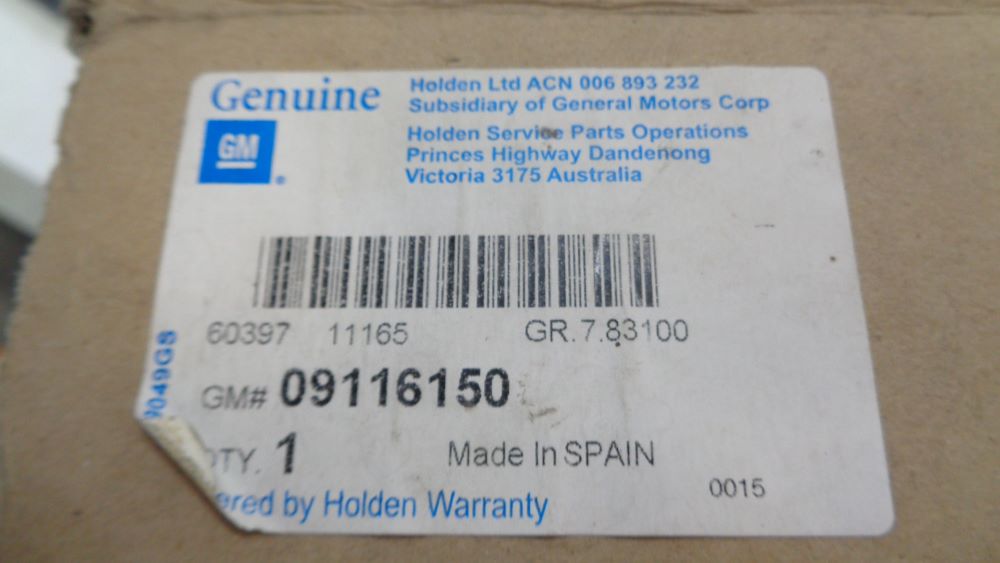 Genuine
GM
Holden Ltd ACN 006 893 232
Subsidiary of General Motors Corp
Holden Service Parts Operations
Princes Highway Dandenong
Victoria 3175 Australia
60397 11165 GR.7.83100
GM# 09116150
QTY. 1 Made In SPAIN
ered by Holden Warranty
0015
9049GS